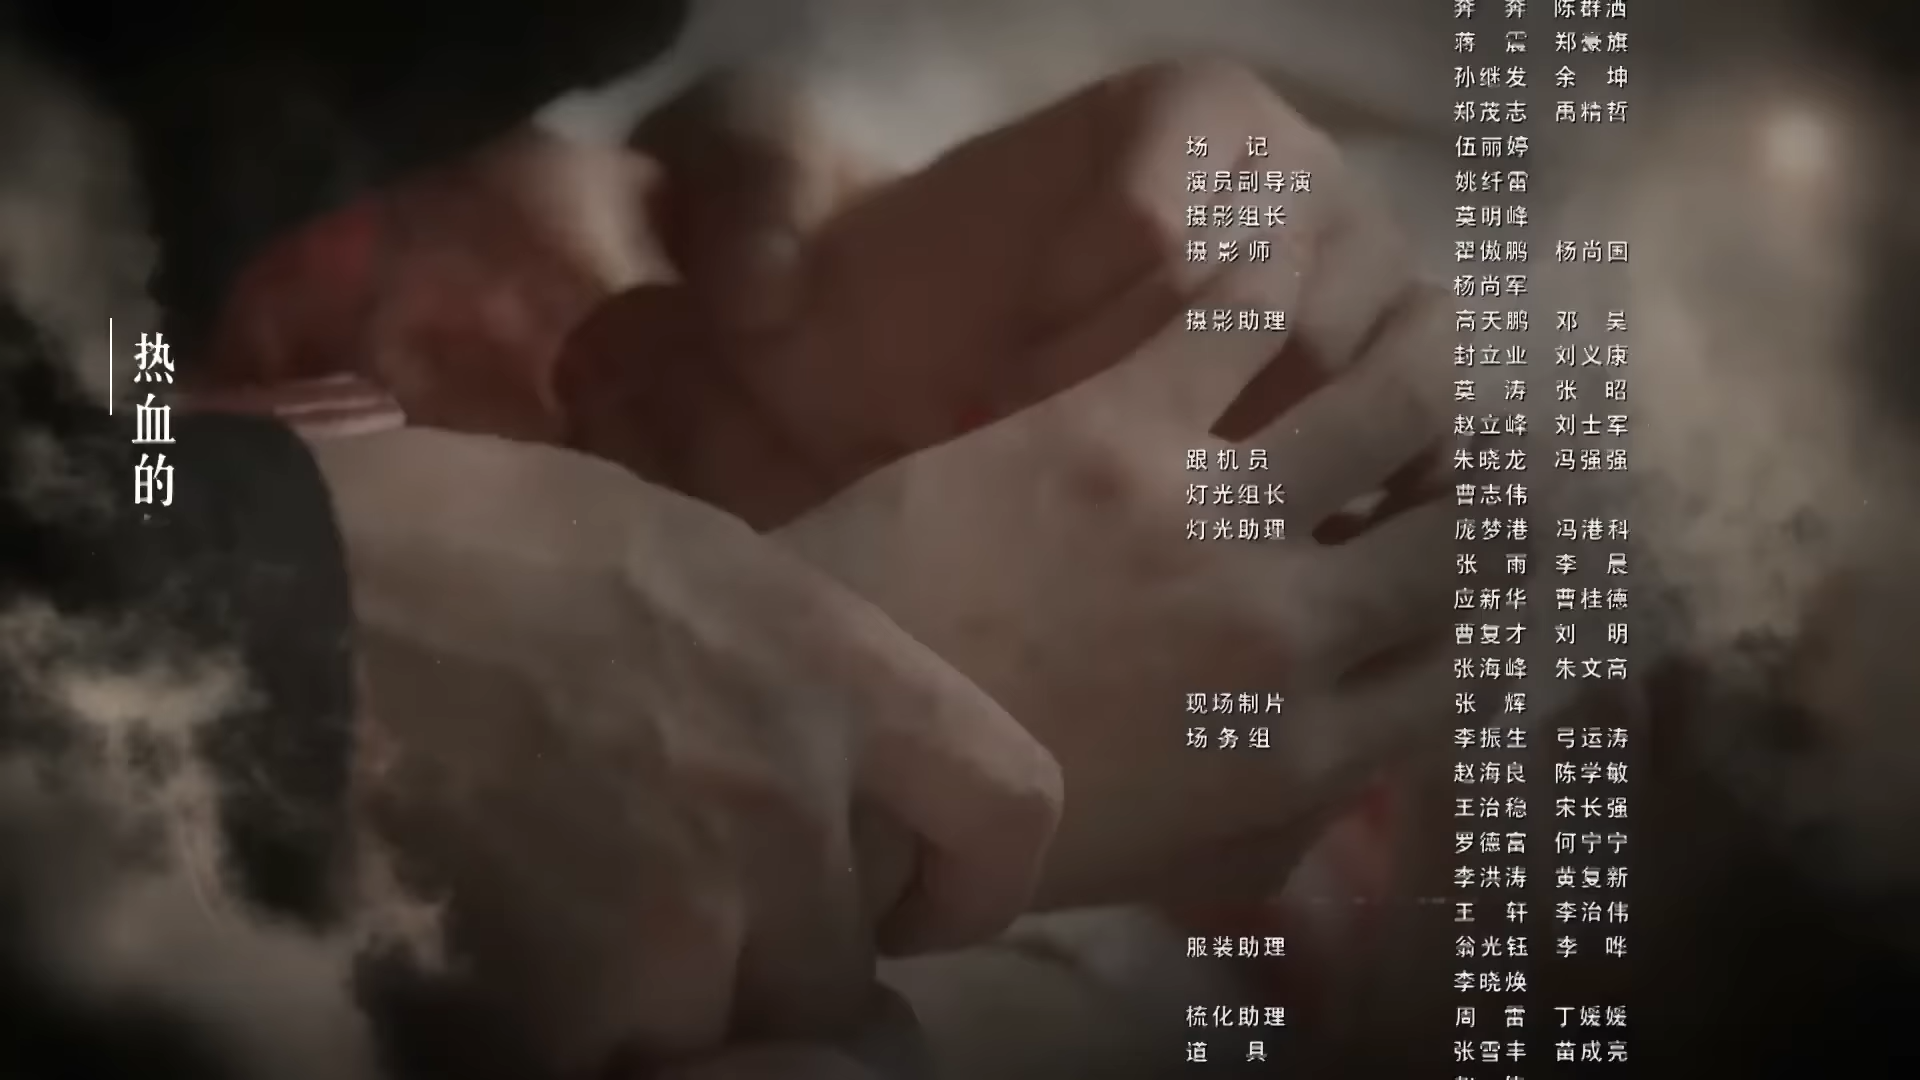 热血的
奔 奔 陈群洒
蒋 震 郑豪旗
孙继发 余 坤
郑茂志 禹精哲
场 记 伍丽婷
演员副导演 姚纤雷
摄影组长 莫明峰
摄影师 翟傲鹏 杨尚国
杨尚军
摄影助理 高天鹏 邓 吴
封立业 刘义康
莫 涛 张 昭
赵立峰 刘士军
跟机员 朱晓龙 冯强强
灯光组长 曹志伟
灯光助理 庞梦港 冯港科
张 雨 李 晨
应新华 曹桂德
曹复才 刘 明
张海峰 朱文高
现场制片 张 辉
场务组 李振生 弓运涛
赵海良 陈学敏
王治稳 宋长强
罗德富 何宁宁
李洪涛 黄复新
王 轩 李治伟
服装助理 翁光钰 李 哗
李晓焕
梳化助理 周 雷 丁媛媛
道 具 张雪丰 苗成亮